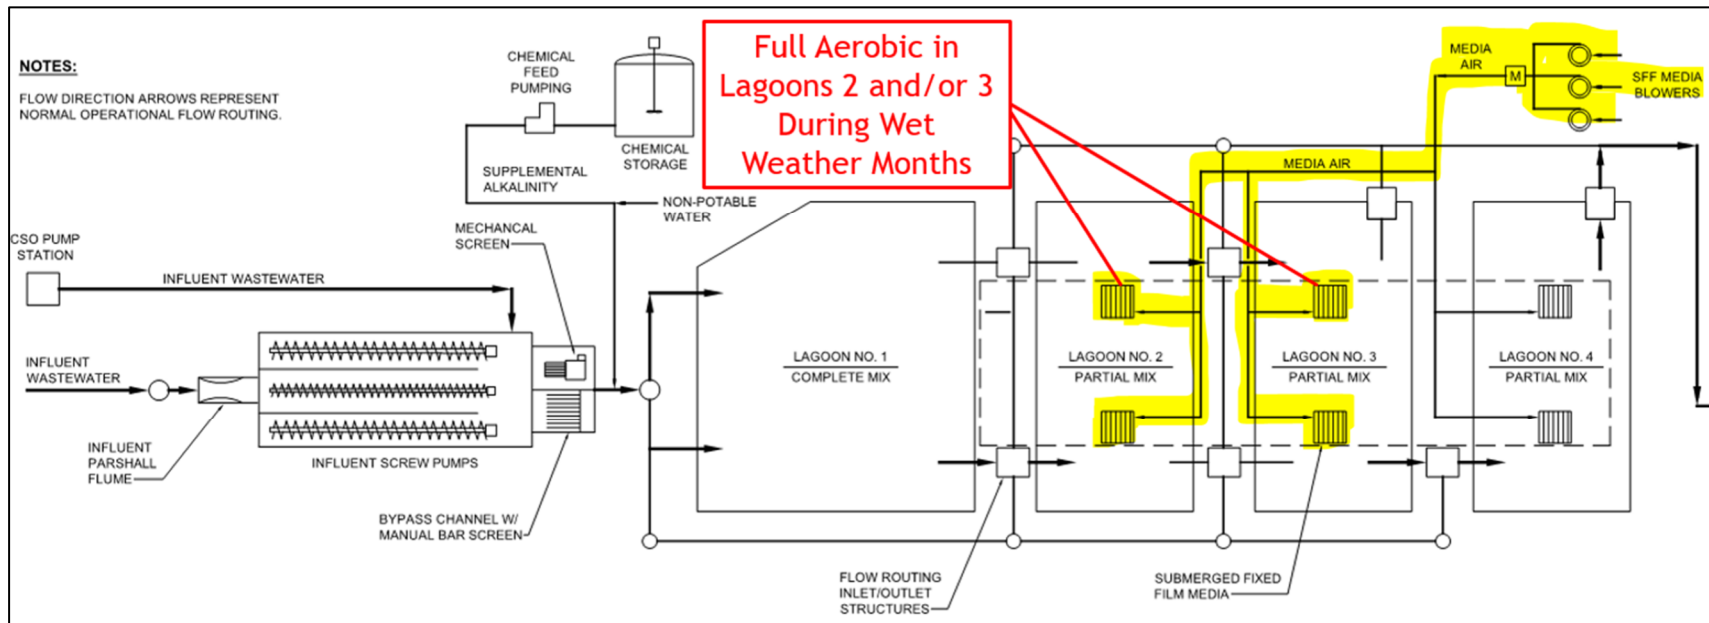 NOTES:
FLOW DIRECTION ARROWS REPRESENT
NORMAL OPERATIONAL FLOW ROUTING.
CHEMICAL
FEED
PUMPING
CHEMICAL
STORAGE
SUPPLEMENTAL
ALKALINITY
NON-POTABLE
WATER
Full Aerobic in
Lagoons 2 and/or 3
During Wet
Weather Months
MEDIA
AIR
M
SFF MEDIA
BLOWERS
MEDIA AIR
CSO PUMP
STATION
INFLUENT WASTEWATER
MECHANCAL
SCREEN
INFLUENT
WASTEWATER
INFLUENT
PARSHALL
FLUME
INFLUENT SCREW PUMPS
BYPASS CHANNEL W/
MANUAL BAR SCREEN
LAGOON NO. 1
COMPLETE MIX
LAGOON NO. 2
PARTIAL MIX
LAGOON NO. 3
PARTIAL MIX
LAGOON NO. 4
PARTIAL MIX
FLOW ROUTING
INLET/OUTLET
STRUCTURES
SUBMERGED FIXED
FILM MEDIA